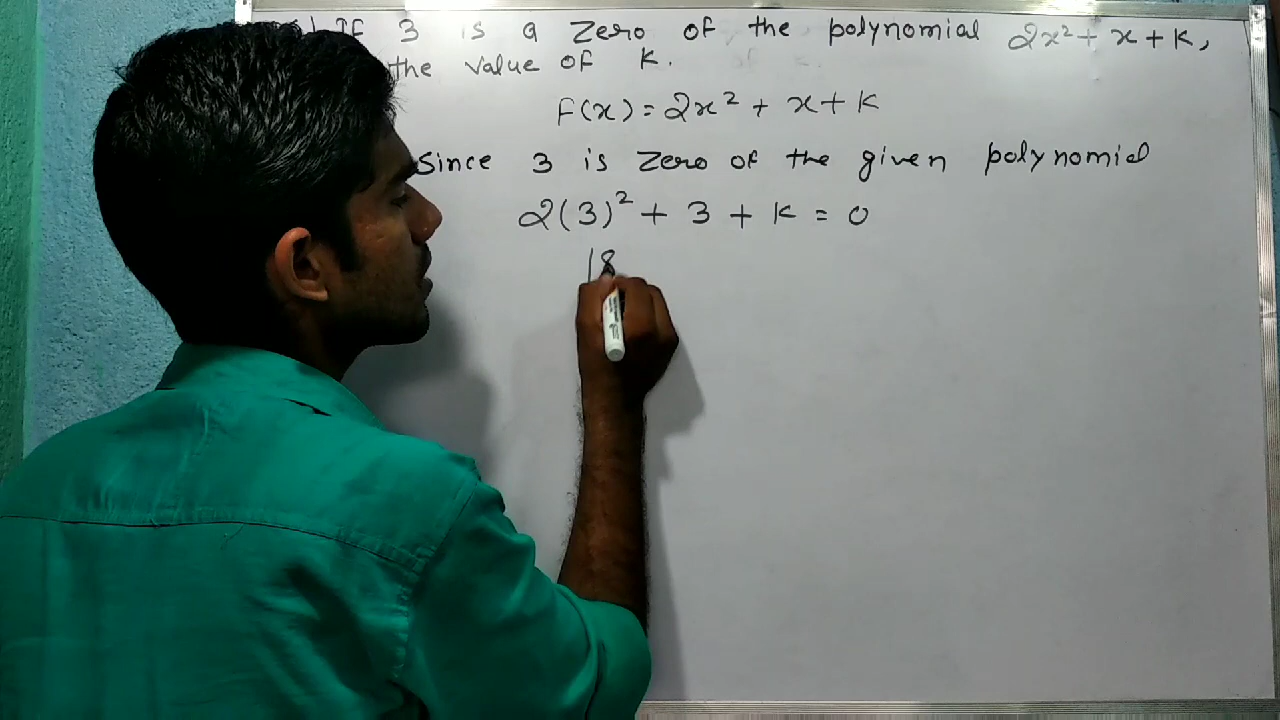 If 3 is a zero of the polynomial 2x² + x + k,
the value of k.
F(x) = 2x² + x + k
Since 3 is zero of the given polynomial
2(3)² + 3 + k = 0
18